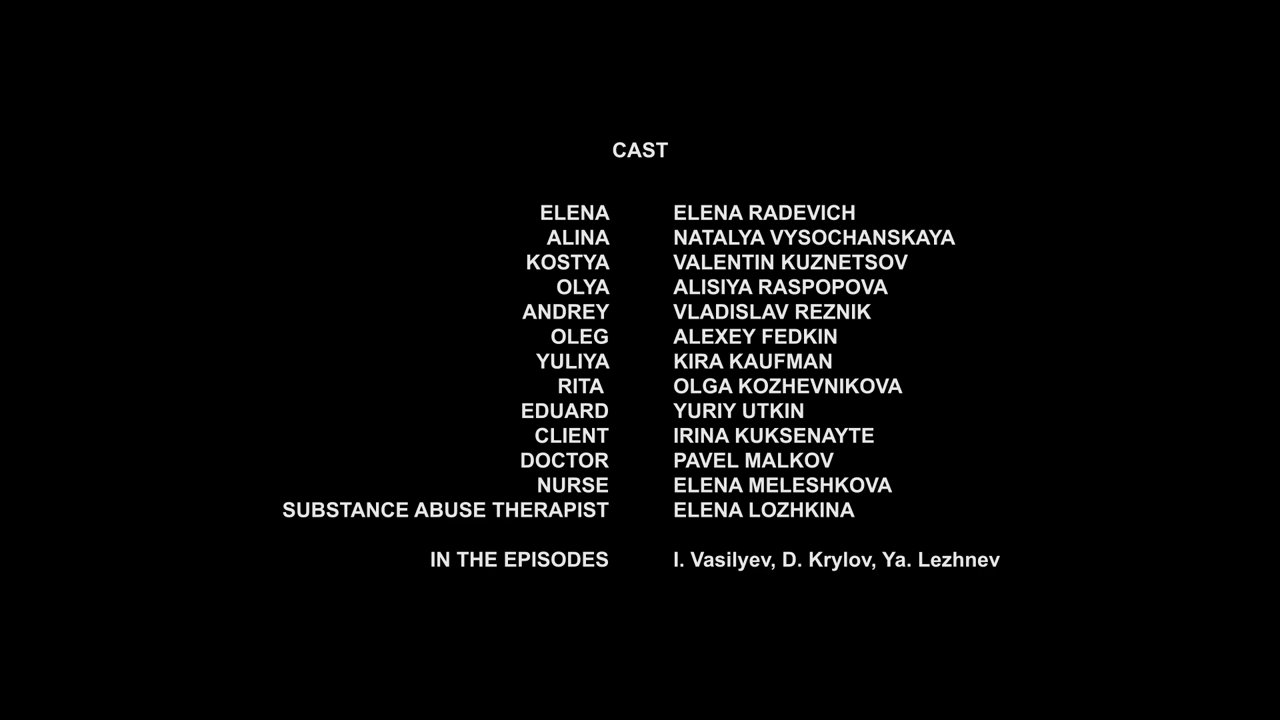 CAST
ELENA ELENA RADEVICH
ALINA NATALYA VYSOCHANSKAYA
KOSTYA VALENTIN KUZNETSOV
OLYA ALISIYA RASPOPOVA
ANDREY VLADISLAV REZNIK
OLEG ALEXEY FEDKIN
YULIYA KIRA KAUFMAN
RITA OLGA KOZHEVNIKOVA
EDUARD YURIY UTKIN
CLIENT IRINA KUKSENAYTE
DOCTOR PAVEL MALKOV
NURSE ELENA MELESHKOVA
SUBSTANCE ABUSE THERAPIST ELENA LOZHKINA
IN THE EPISODES I. Vasilyev, D. Krylov, Ya. Lezhnev